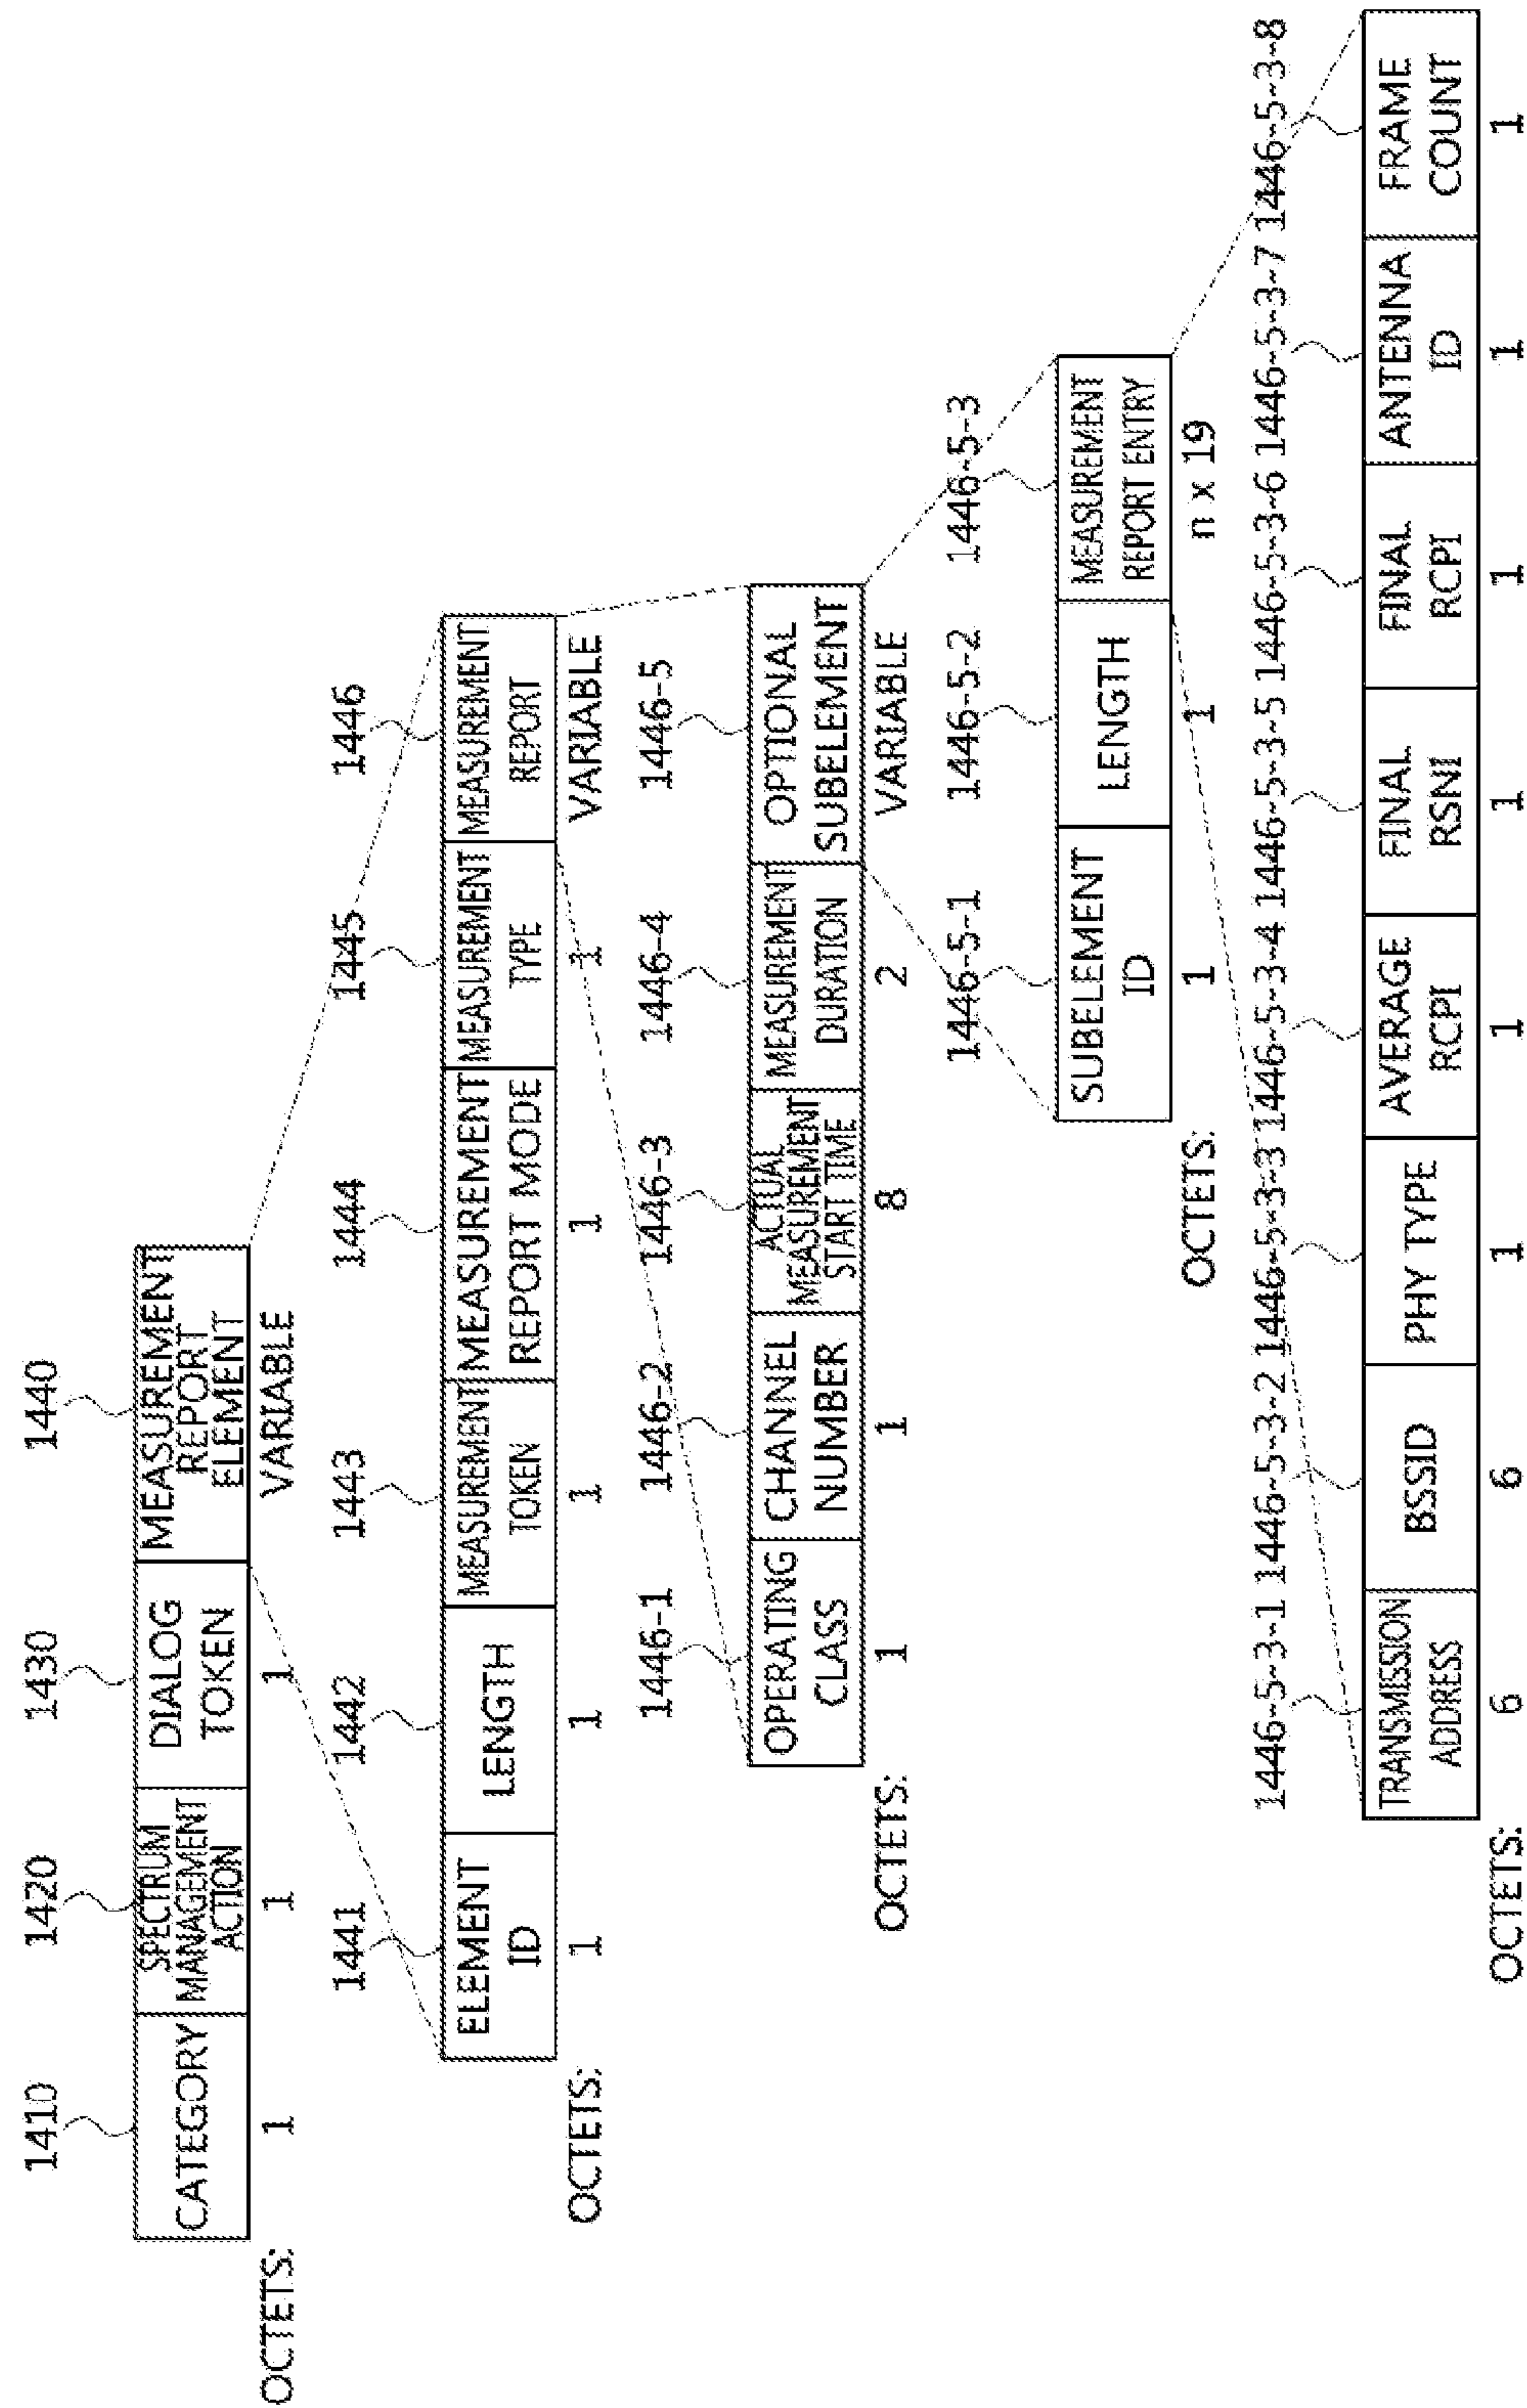 1410 1420 1430 1440
CATEGORY
SPECTRUM
MANAGEMENT
ACTION
DIALOG
TOKEN
MEASUREMENT
REPORT
ELEMENT
OCTETS: 1 1 1 VARIABLE
1441 1442 1443 1444 1445 1446
ELEMENT
ID
LENGTH
MEASUREMENT
TOKEN
MEASUREMENT
REPORT MODE
MEASUREMENT
TYPE
MEASUREMENT
REPORT
OCTETS: 1 1 1 1 1 VARIABLE
1446-1 1446-2 1446-3 1446-4 1446-5
OPERATING
CLASS
CHANNEL
NUMBER
ACTUAL
MEASUREMENT
START TIME
MEASUREMENT
DURATION
OPTIONAL
SUBELEMENT
OCTETS: 1 1 8 2 VARIABLE
1446-5-1 1446-5-2 1446-5-3
SUBELEMENT
ID
LENGTH
MEASUREMENT
REPORT ENTRY
OCTETS: 1 1 n x 19
1446-5-3-1 1446-5-3-2 1446-5-3-3 1446-5-3-4 1446-5-3-5 1446-5-3-6 1446-5-3-7 1446-5-3-8
TRANSMISSION
ADDRESS
BSSID
PHY TYPE
AVERAGE
RCPI
FINAL
RSNI
FINAL
RCPI
ANTENNA
ID
FRAME
COUNT
OCTETS: 6 6 1 1 1 1 1 1